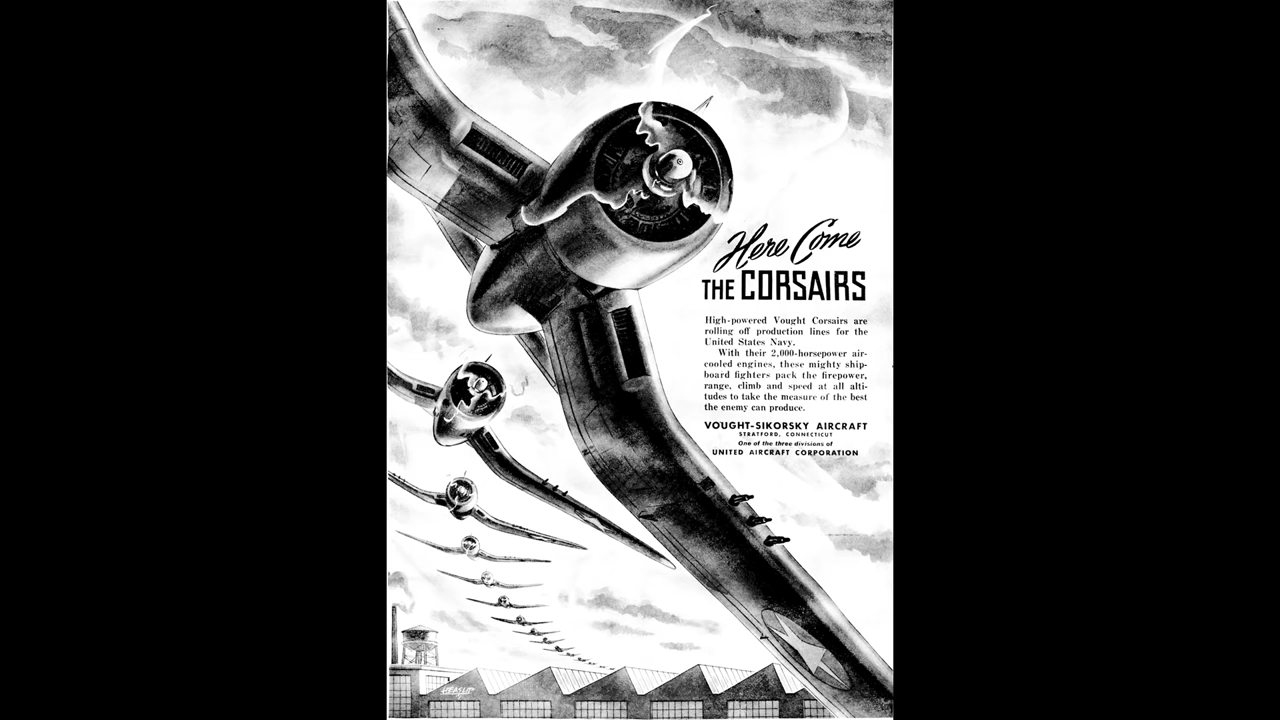 Here Come
THE CORSAIRS
High-powered Vought Corsairs are
rolling off production lines for the
United States Navy.
With their 2,000-horsepower air-
cooled engines, these mighty ship-
board fighters pack the firepower,
range, climb and speed at all alti-
tudes to take the measure of the best
the enemy can produce.
VOUGHT-SIKORSKY AIRCRAFT
STRATFORD, CONNECTICUT
One of the three divisions of
UNITED AIRCRAFT CORPORATION